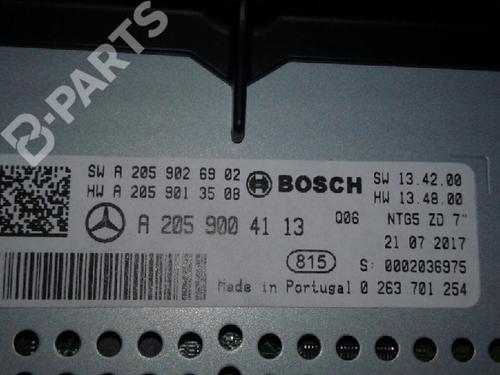 B-PARTS
SW A 205 902 69 02
HW A 205 901 35 08
BOSCH
SW 13.42.00
HW 13.48.00
A 205 900 41 13
Q06
NTG5 ZD 7"
21 07 2017
815
S: 0002036975
Made in Portugal 0 263 701 254